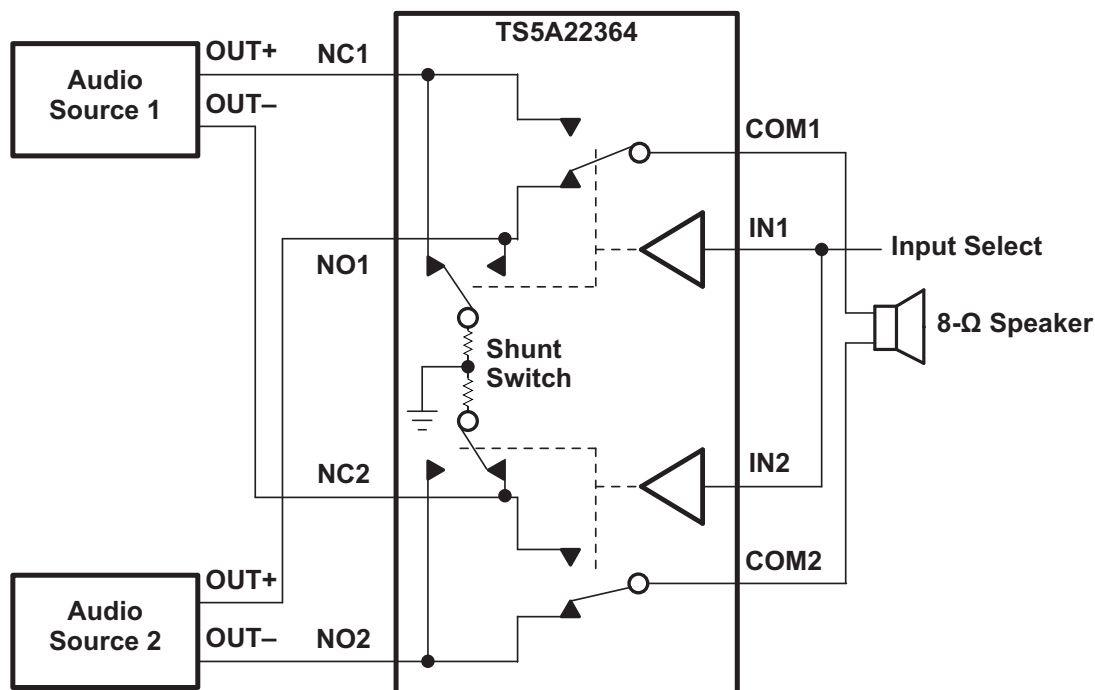 TS5A22364
Audio
Source 1
OUT+
NC1
OUT–
COM1
IN1
Input Select
NO1
8-Ω Speaker
Shunt
Switch
NC2
IN2
COM2
Audio
Source 2
OUT+
OUT–
NO2